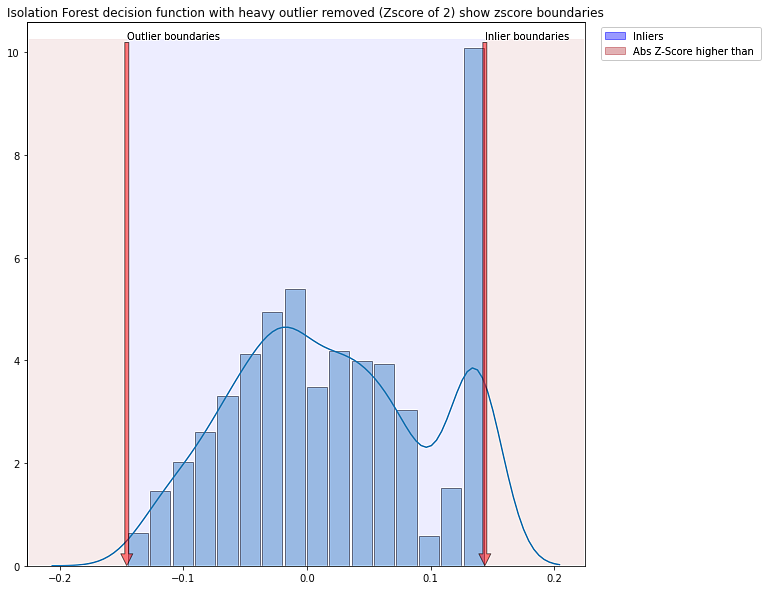 Isolation Forest decision function with heavy outlier removed (Zscore of 2) show zscore boundaries
Outlier boundaries
Inlier boundaries
Inliers
Abs Z-Score higher than
10
8
6
4
2
0
−0.2
−0.1
0.0
0.1
0.2